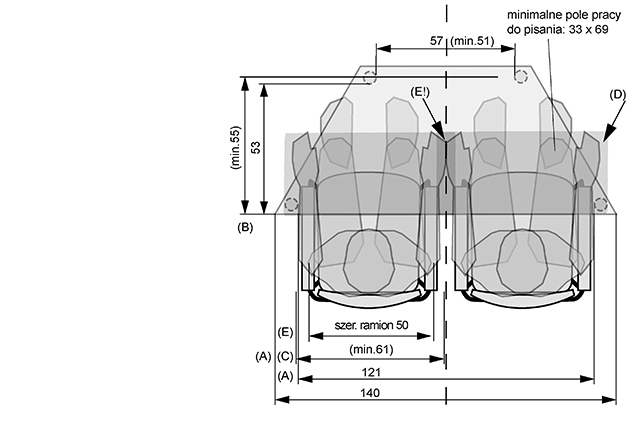 minimalne pole pracy
do pisania: 33 x 69
57 (min.51)
(E!)
(D)
(min.55)
53
(B)
(E)
szer. ramion 50
(A) (C)
(min.61)
(A)
121
140